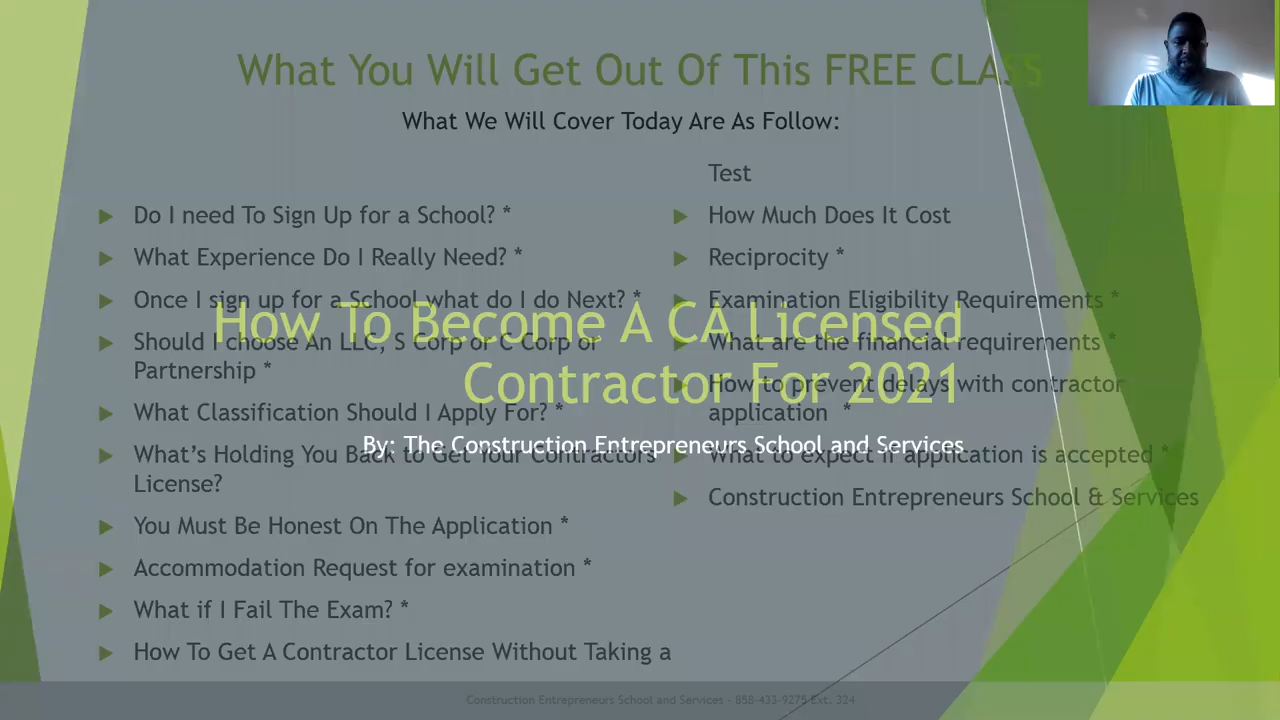 What You Will Get Out Of This FREE CLASS
What We Will Cover Today Are As Follow:
Do I need To Sign Up for a School? *
What Experience Do I Really Need? *
Once I sign up for a School what do I do Next? *
Should I choose An LLC, S Corp or C Corp or
Partnership *
What Classification Should I Apply For? *
What's Holding You Back to Get Your Contractors
License?
You Must Be Honest On The Application *
Accommodation Request for examination *
What if I Fail The Exam? *
How To Get A Contractor License Without Taking a
Test
How Much Does It Cost
Reciprocity *
Examination Eligibility Requirements *
What are the financial requirements *
How to prevent delays with contractor
application *
What to expect if application is accepted *
Construction Entrepreneurs School & Services
How To Become A CA Licensed
Contractor For 2021
By: The Construction Entrepreneurs School and Services
Construction Entrepreneurs School and Services - 858-433-9275 Ext. 324